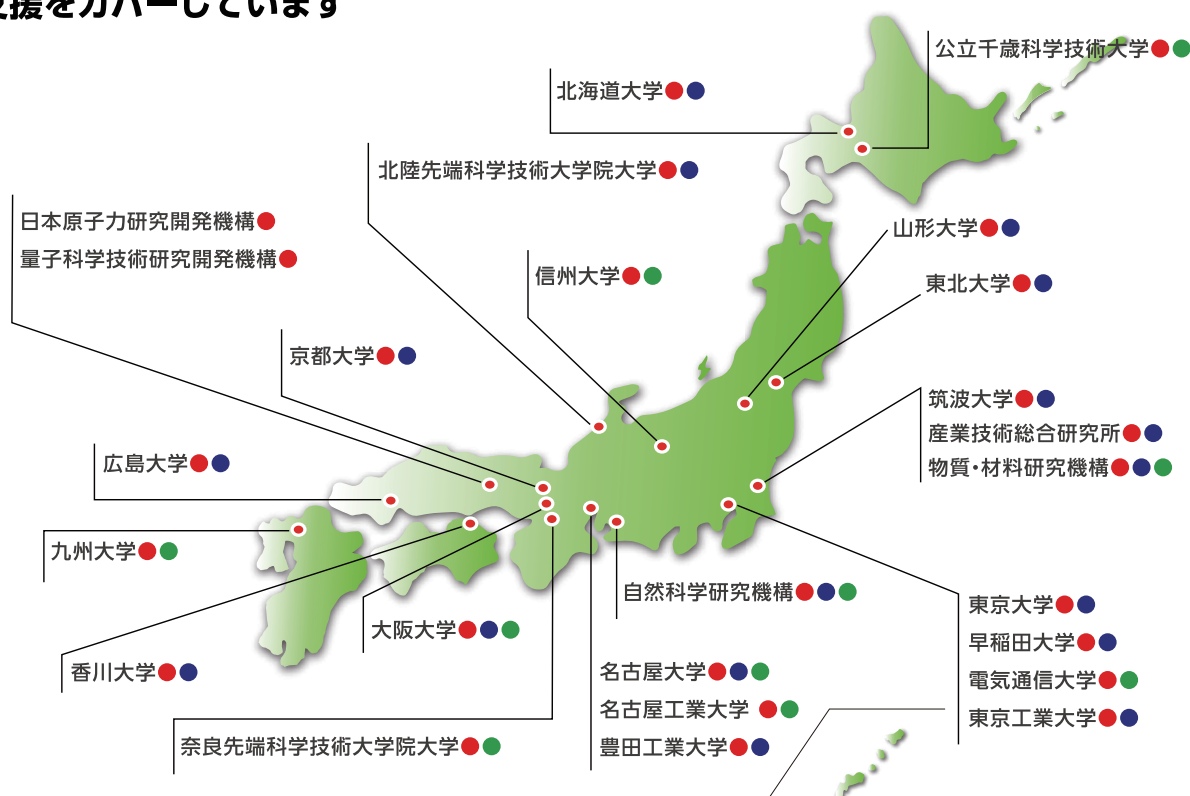 支援をカバーしています
公立千歳科学技術大学
北海道大学
北陸先端科学技術大学院大学
日本原子力研究開発機構
量子科学技術研究開発機構
山形大学
信州大学
東北大学
京都大学
筑波大学
産業技術総合研究所
広島大学
物質・材料研究機構
九州大学
自然科学研究機構
東京大学
大阪大学
早稲田大学
香川大学
名古屋大学
電気通信大学
名古屋工業大学
東京工業大学
奈良先端科学技術大学院大学
豊田工業大学